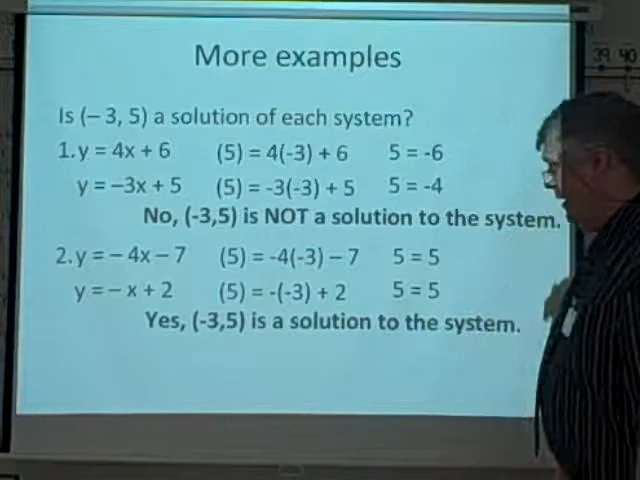 More examples
Is (– 3, 5) a solution of each system?
1. y = 4x + 6 (5) = 4(-3) + 6 5 = -6
y = –3x + 5 (5) = -3(-3) + 5 5 = -4
No, (-3,5) is NOT a solution to the system.
2. y = – 4x – 7 (5) = -4(-3) – 7 5 = 5
y = – x + 2 (5) = -(-3) + 2 5 = 5
Yes, (-3,5) is a solution to the system.
39 40